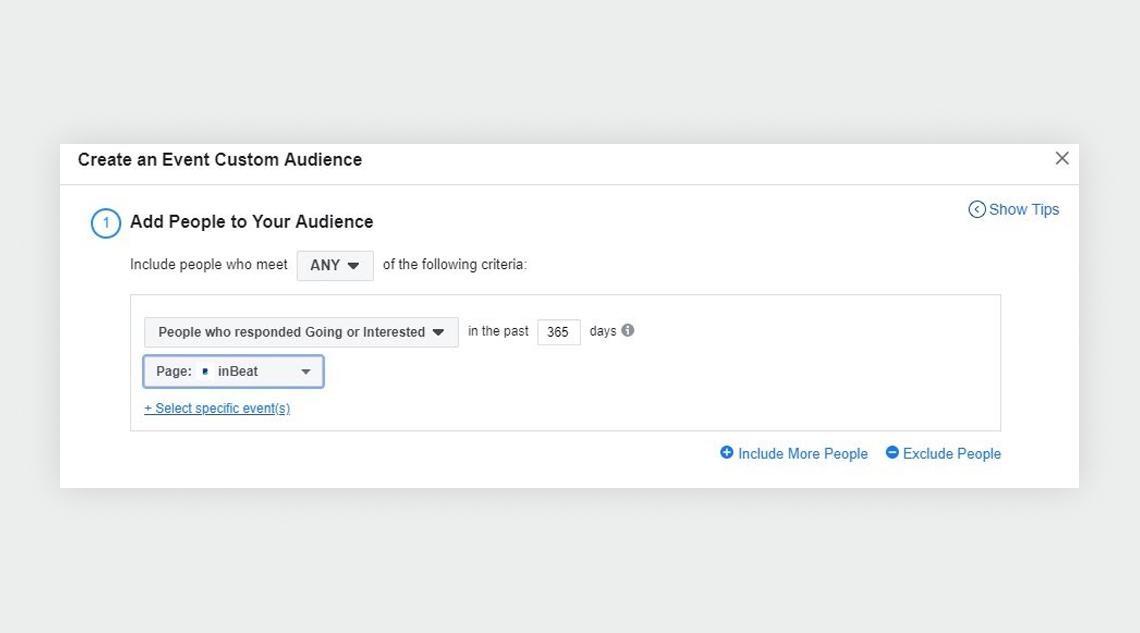 Create an Event Custom Audience
Show Tips
1 Add People to Your Audience
Include people who meet ANY of the following criteria:
People who responded Going or Interested in the past 365 days
Page: inBeat
+ Select specific event(s)
Include More People Exclude People